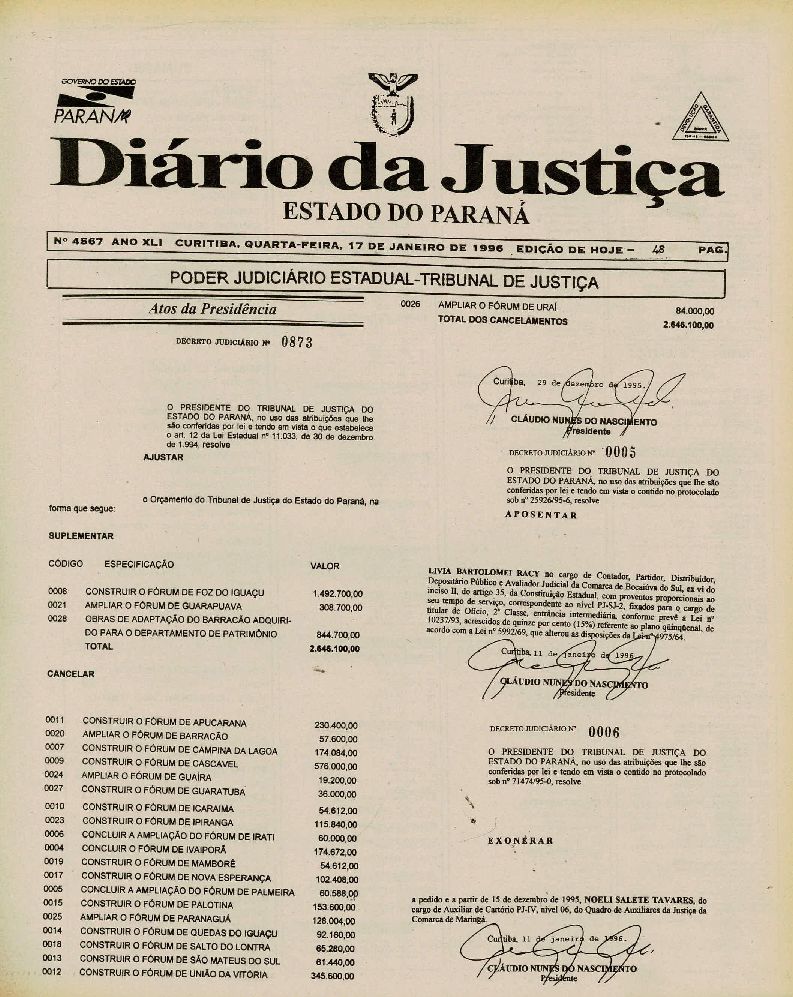 GOVERNO DO ESTADO
PARANÁ
Diário da Justiça
ESTADO DO PARANÁ
Nº 4567 ANO XLI CURITIBA, QUARTA-FEIRA, 17 DE JANEIRO DE 1996 EDIÇÃO DE HOJE - 48 PAG.
PODER JUDICIÁRIO ESTADUAL-TRIBUNAL DE JUSTIÇA
Atos da Presidência
DECRETO JUDICIÁRIO Nº 0873
O PRESIDENTE DO TRIBUNAL DE JUSTIÇA DO
ESTADO DO PARANÁ, no uso das atribuições que lhe
são conferidas por lei e tendo em vista o que estabelece
o art. 12 da Lei Estadual nº 11.033, de 30 de dezembro
de 1.994, resolve
AJUSTAR
o Orçamento do Tribunal de Justiça do Estado do Paraná, na
forma que segue:
SUPLEMENTAR
CÓDIGO ESPECIFICAÇÃO VALOR
0008 CONSTRUIR O FÓRUM DE FOZ DO IGUAÇU 1.492.700,00
0021 AMPLIAR O FÓRUM DE GUARAPUAVA 308.700,00
0028 OBRAS DE ADAPTAÇÃO DO BARRACÃO ADQUIRI-
DO PARA O DEPARTAMENTO DE PATRIMÔNIO 844.700,00
TOTAL 2.646.100,00
CANCELAR
0011 CONSTRUIR O FÓRUM DE APUCARANA 230.400,00
0020 AMPLIAR O FÓRUM DE BARRACÃO 57.600,00
0007 CONSTRUIR O FÓRUM DE CAMPINA DA LAGOA 174.084,00
0009 CONSTRUIR O FÓRUM DE CASCAVEL 576.000,00
0024 AMPLIAR O FÓRUM DE GUAÍRA 19.200,00
0027 CONSTRUIR O FÓRUM DE GUARATUBA 36.000,00
0010 CONSTRUIR O FÓRUM DE ICARAIMA 54.612,00
0023 CONSTRUIR O FÓRUM DE IPIRANGA 115.840,00
0006 CONCLUIR A AMPLIAÇÃO DO FÓRUM DE IRATI 60.000,00
0004 CONCLUIR O FÓRUM DE IVAIPORÃ 174.672,00
0019 CONSTRUIR O FÓRUM DE MAMBORÊ 54.612,00
0017 CONSTRUIR O FÓRUM DE NOVA ESPERANÇA 102.408,00
0005 CONCLUIR A AMPLIAÇÃO DO FÓRUM DE PALMEIRA 60.588,00
0015 CONSTRUIR O FÓRUM DE PALOTINA 153.600,00
0025 AMPLIAR O FÓRUM DE PARANAGUÁ 128.004,00
0014 CONSTRUIR O FÓRUM DE QUEDAS DO IGUAÇU 92.160,00
0018 CONSTRUIR O FÓRUM DE SALTO DO LONTRA 65.280,00
0013 CONSTRUIR O FÓRUM DE SÃO MATEUS DO SUL 61.440,00
0012 CONSTRUIR O FÓRUM DE UNIÃO DA VITÓRIA 345.600,00
0026 AMPLIAR O FÓRUM DE URAÍ 84.000,00
TOTAL DOS CANCELAMENTOS 2.646.100,00
Curitiba, 29 de dezembro de 1995.
CLÁUDIO NUNES DO NASCIMENTO
Presidente
DECRETO JUDICIÁRIO Nº 0005
O PRESIDENTE DO TRIBUNAL DE JUSTIÇA DO
ESTADO DO PARANÁ, no uso das atribuições que lhe são
conferidas por lei e tendo em vista o contido no protocolado
sob nº 25926/95-6, resolve
APOSENTAR
LIVIA BARTOLOMEI RACY no cargo de Contador, Partidor, Distribuidor,
Depositário Público e Avaliador Judicial da Comarca de Bocaiúva do Sul, ex vi do
inciso II, do artigo 35, da Constituição Estadual, com proventos proporcionais ao
seu tempo de serviço, correspondente ao nível PJ-SJ-2, fixados para o cargo de
titular de Ofício, 2ª Classe, entrância intermediária, conforme prevê a Lei nº
10237/93, acrescidos de quinze por cento (15%) referente ao plano qüinqüenal, de
acordo com a Lei nº 5992/69, que alterou as disposições da Lei nº 4975/64.
Curitiba, 11 de janeiro de 1996
CLÁUDIO NUNES DO NASCIMENTO
Presidente
DECRETO JUDICIÁRIO Nº 0006
O PRESIDENTE DO TRIBUNAL DE JUSTIÇA DO
ESTADO DO PARANÁ, no uso das atribuições que lhe são
conferidas por lei e tendo em vista o contido no protocolado
sob nº 71474/95-0, resolve
EXONERAR
a pedido e a partir de 15 de dezembro de 1995, NOELI SALETE TAVARES, do
cargo de Auxiliar de Cartório PJ-IV, nível 06, do Quadro de Auxiliares da Justiça da
Comarca de Maringá.
Curitiba, 11 de janeiro de 1996.
CLÁUDIO NUNES DO NASCIMENTO
Presidente